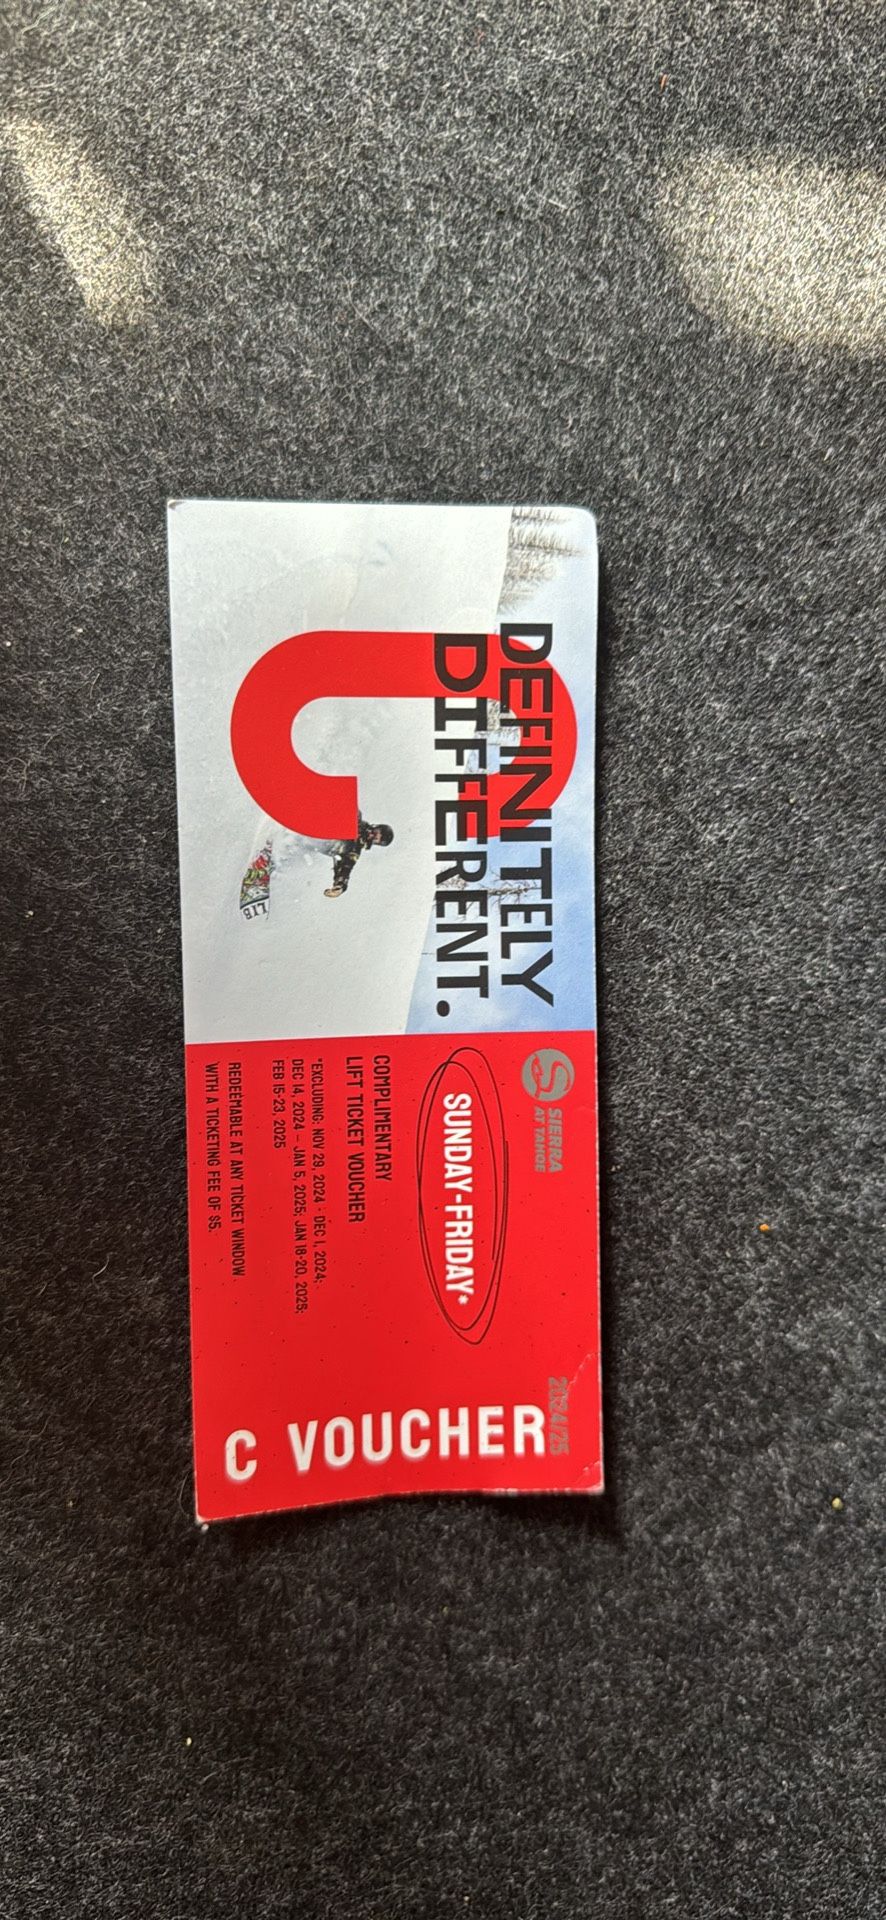 DEFINITELY
DIFFERENT.
LIB
SIERRA
AT TAHOE
2024/25
SUNDAY-FRIDAY*
COMPLIMENTARY
LIFT TICKET VOUCHER
*EXCLUDING: NOV 29, 2024 - DEC 1, 2024;
DEC 14, 2024 – JAN 5, 2025; JAN 18-20, 2025;
FEB 15-23, 2025
REDEEMABLE AT ANY TICKET WINDOW
WITH A TICKETING FEE OF $5.
C VOUCHER